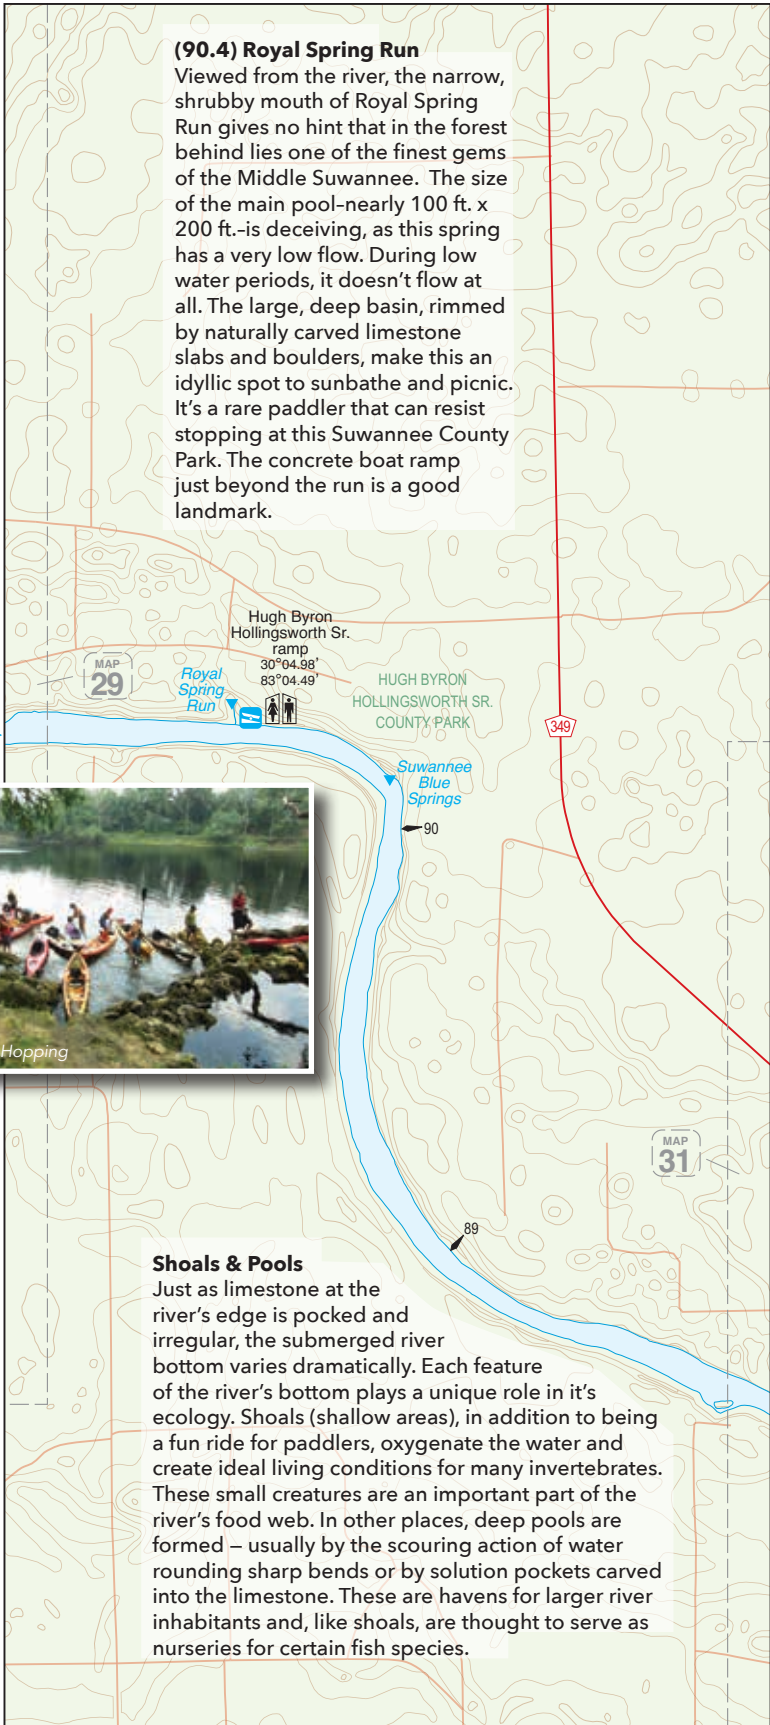 (90.4) Royal Spring Run
Viewed from the river, the narrow,
shrubby mouth of Royal Spring
Run gives no hint that in the forest
behind lies one of the finest gems
of the Middle Suwannee.  The size
of the main pool–nearly 100 ft. x
200 ft.–is deceiving, as this spring
has a very low flow. During low
water periods, it doesn't flow at
all. The large, deep basin, rimmed
by naturally carved limestone
slabs and boulders, make this an
idyllic spot to sunbathe and picnic.
It's a rare paddler that can resist
stopping at this Suwannee County
Park. The concrete boat ramp
just beyond the run is a good
landmark.
Hugh Byron
Hollingsworth Sr.
ramp
30°04.98'
83°04.49'
MAP
29
Royal
Spring
Run
HUGH BYRON
HOLLINGSWORTH SR.
COUNTY PARK
349
Suwannee
Blue
Springs
90
Hopping
MAP
31
89
Shoals & Pools
Just as limestone at the
river's edge is pocked and
irregular, the submerged river
bottom varies dramatically. Each feature
of the river's bottom plays a unique role in it's
ecology. Shoals (shallow areas), in addition to being
a fun ride for paddlers, oxygenate the water and
create ideal living conditions for many invertebrates.
These small creatures are an important part of the
river's food web. In other places, deep pools are
formed – usually by the scouring action of water
rounding sharp bends or by solution pockets carved
into the limestone. These are havens for larger river
inhabitants and, like shoals, are thought to serve as
nurseries for certain fish species.